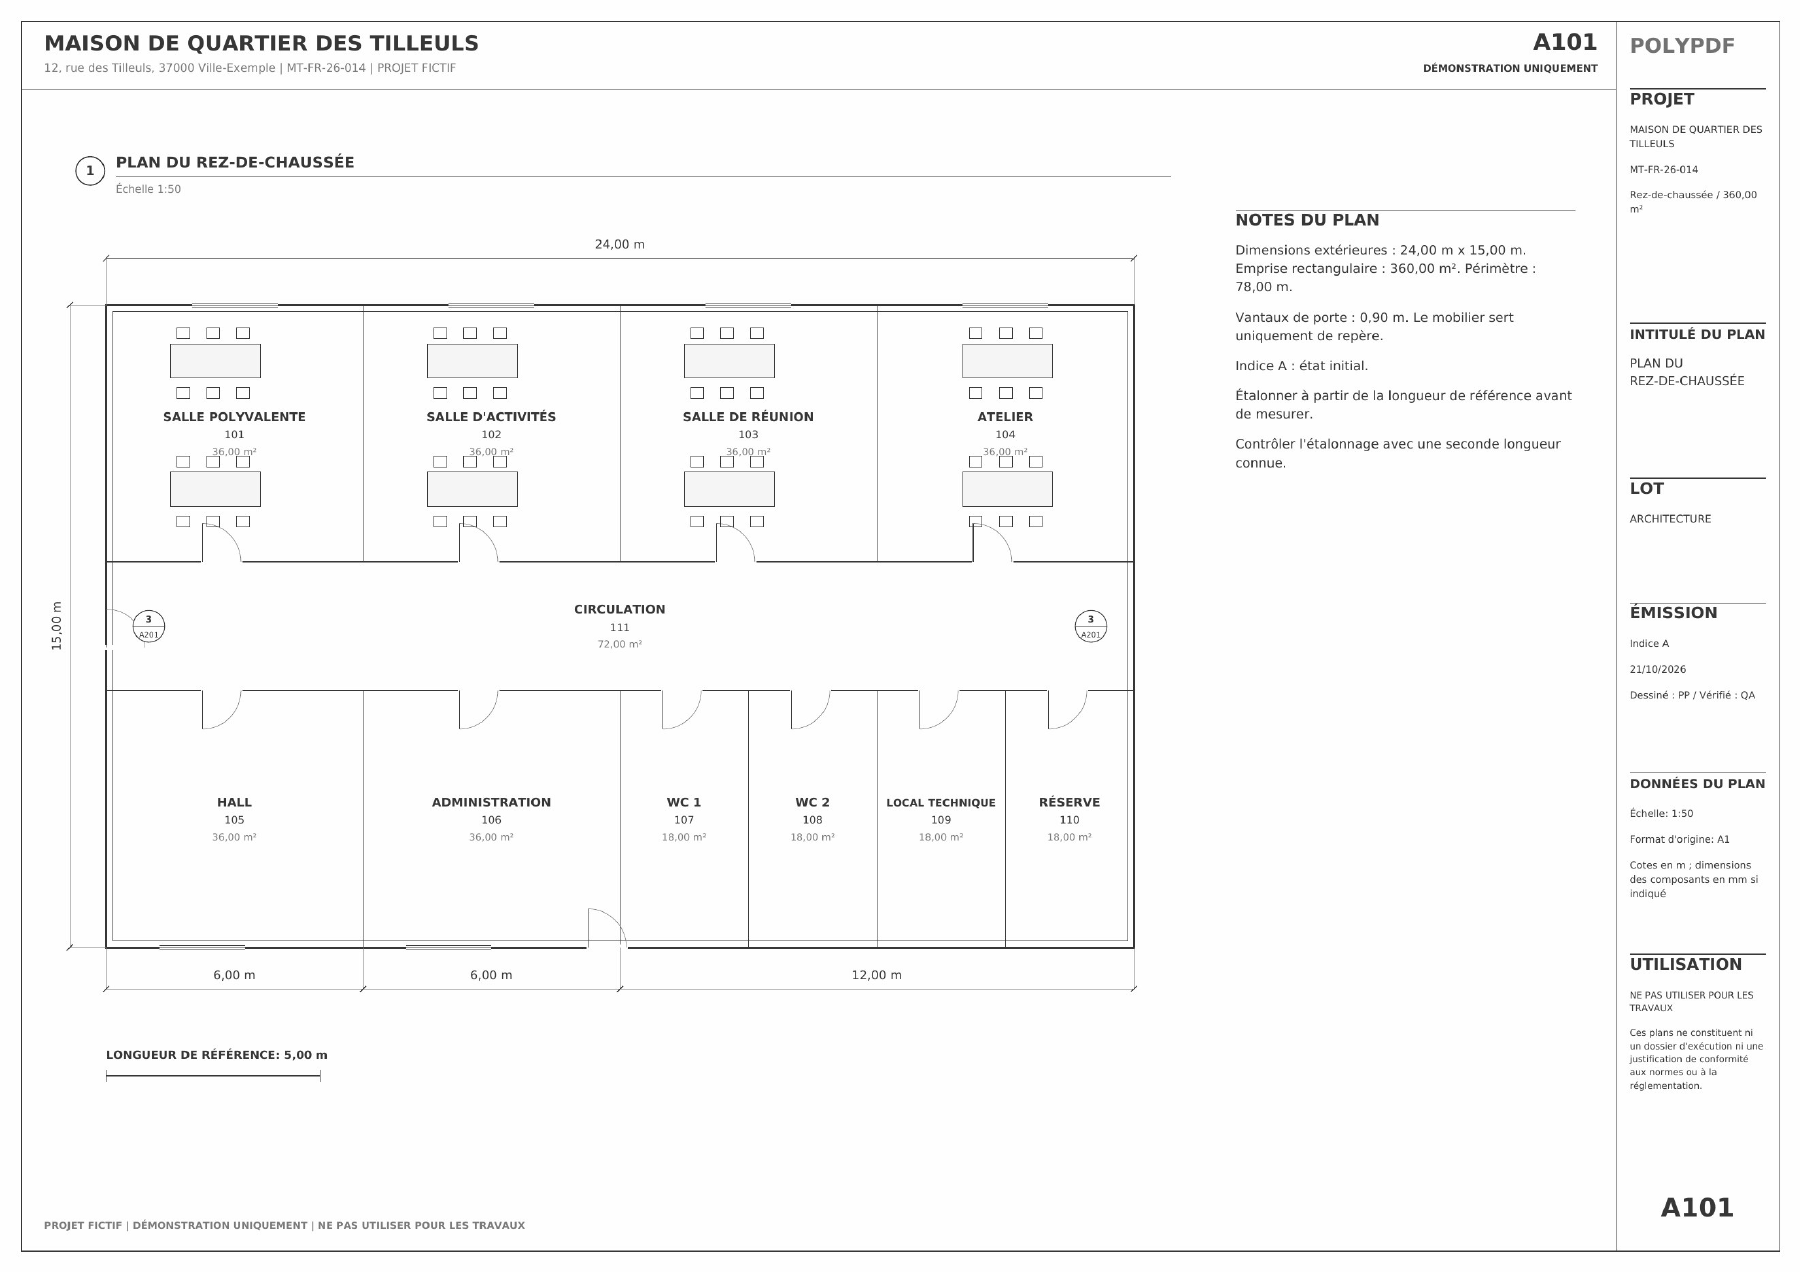 MAISON DE QUARTIER DES TILLEULS
12, rue des Tilleuls, 37000 Ville-Exemple | MT-FR-26-014 | PROJET FICTIF
A101
DÉMONSTRATION UNIQUEMENT
1
PLAN DU REZ-DE-CHAUSSÉE
Échelle 1:50
24,00 m
15,00 m
SALLE POLYVALENTE
101
36,00 m²
SALLE D'ACTIVITÉS
102
36,00 m²
SALLE DE RÉUNION
103
36,00 m²
ATELIER
104
36,00 m²
3
A201
CIRCULATION
111
72,00 m²
3
A201
HALL
105
36,00 m²
ADMINISTRATION
106
36,00 m²
WC 1
107
18,00 m²
WC 2
108
18,00 m²
LOCAL TECHNIQUE
109
18,00 m²
RÉSERVE
110
18,00 m²
6,00 m
6,00 m
12,00 m
LONGUEUR DE RÉFÉRENCE: 5,00 m
NOTES DU PLAN
Dimensions extérieures : 24,00 m x 15,00 m.
Emprise rectangulaire : 360,00 m². Périmètre :
78,00 m.
Vantaux de porte : 0,90 m. Le mobilier sert
uniquement de repère.
Indice A : état initial.
Étalonner à partir de la longueur de référence avant
de mesurer.
Contrôler l'étalonnage avec une seconde longueur
connue.
POLYPDF
PROJET
MAISON DE QUARTIER DES
TILLEULS
MT-FR-26-014
Rez-de-chaussée / 360,00
m²
INTITULÉ DU PLAN
PLAN DU
REZ-DE-CHAUSSÉE
LOT
ARCHITECTURE
ÉMISSION
Indice A
21/10/2026
Dessiné : PP / Vérifié : QA
DONNÉES DU PLAN
Échelle: 1:50
Format d'origine: A1
Cotes en m ; dimensions
des composants en mm si
indiqué
UTILISATION
NE PAS UTILISER POUR LES
TRAVAUX
Ces plans ne constituent ni
un dossier d'exécution ni une
justification de conformité
aux normes ou à la
réglementation.
A101
PROJET FICTIF | DÉMONSTRATION UNIQUEMENT | NE PAS UTILISER POUR LES TRAVAUX